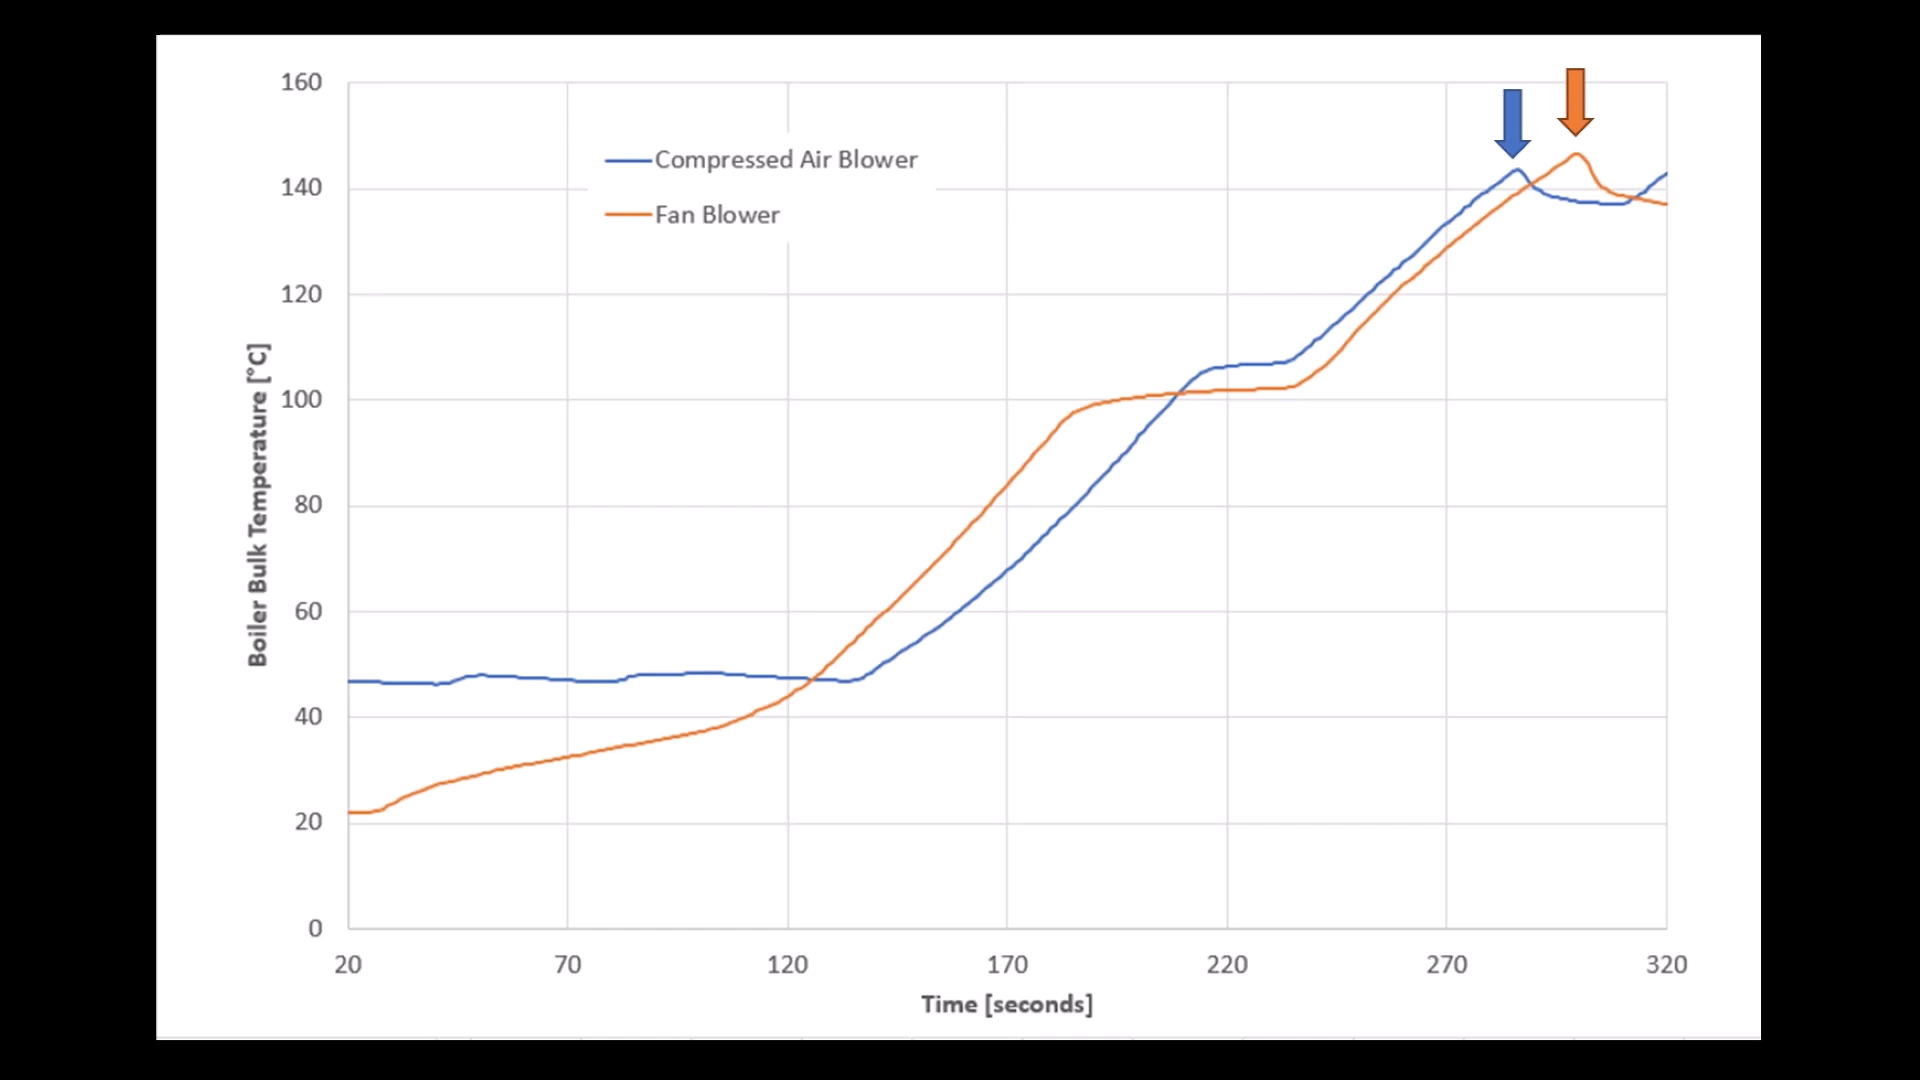 160
140
120
100
80
60
40
20
0
Boiler Bulk Temperature [°C]
Compressed Air Blower
Fan Blower
20 70 120 170 220 270 320
Time [seconds]